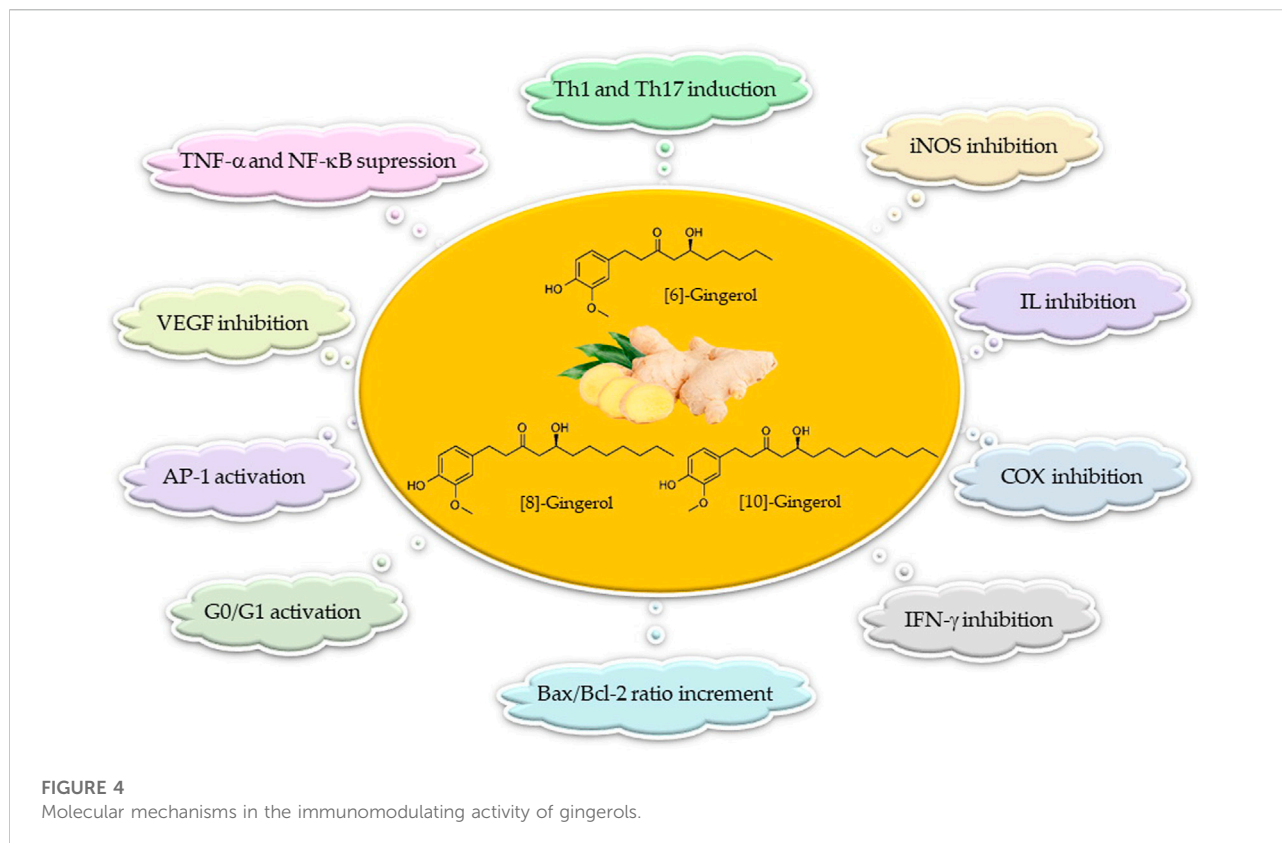 Th1 and Th17 induction
TNF-α and NF-κB supression
iNOS inhibition
VEGF inhibition
IL inhibition
AP-1 activation
COX inhibition
G0/G1 activation
IFN-γ inhibition
Bax/Bcl-2 ratio increment
O OH
HO
O
[6]-Gingerol
O OH
HO
O
[8]-Gingerol
O OH
HO
O
[10]-Gingerol
FIGURE 4
Molecular mechanisms in the immunomodulating activity of gingerols.